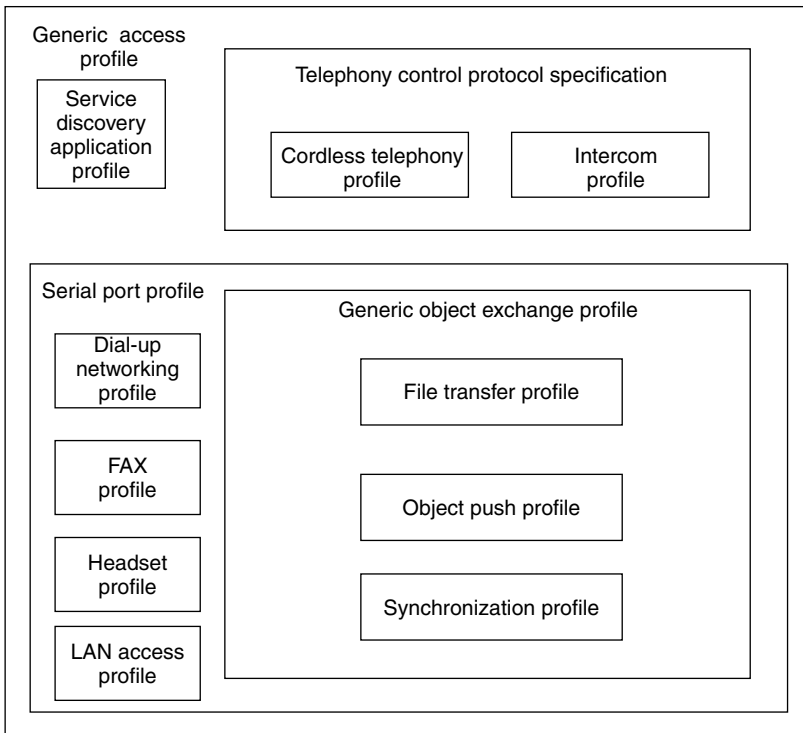 Generic access
profile
Service
discovery
application
profile
Telephony control protocol specification
Cordless telephony
profile
Intercom
profile
Serial port profile
Dial-up
networking
profile
FAX
profile
Headset
profile
LAN access
profile
Generic object exchange profile
File transfer profile
Object push profile
Synchronization profile